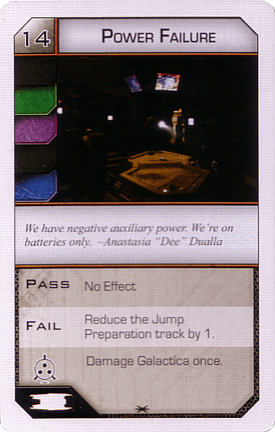 14 POWER FAILURE
We have negative auxiliary power. We're on
batteries only. –Anastasia "Dee" Dualla
PASS No Effect
FAIL Reduce the Jump
Preparation track by 1.
Damage Galactica once.